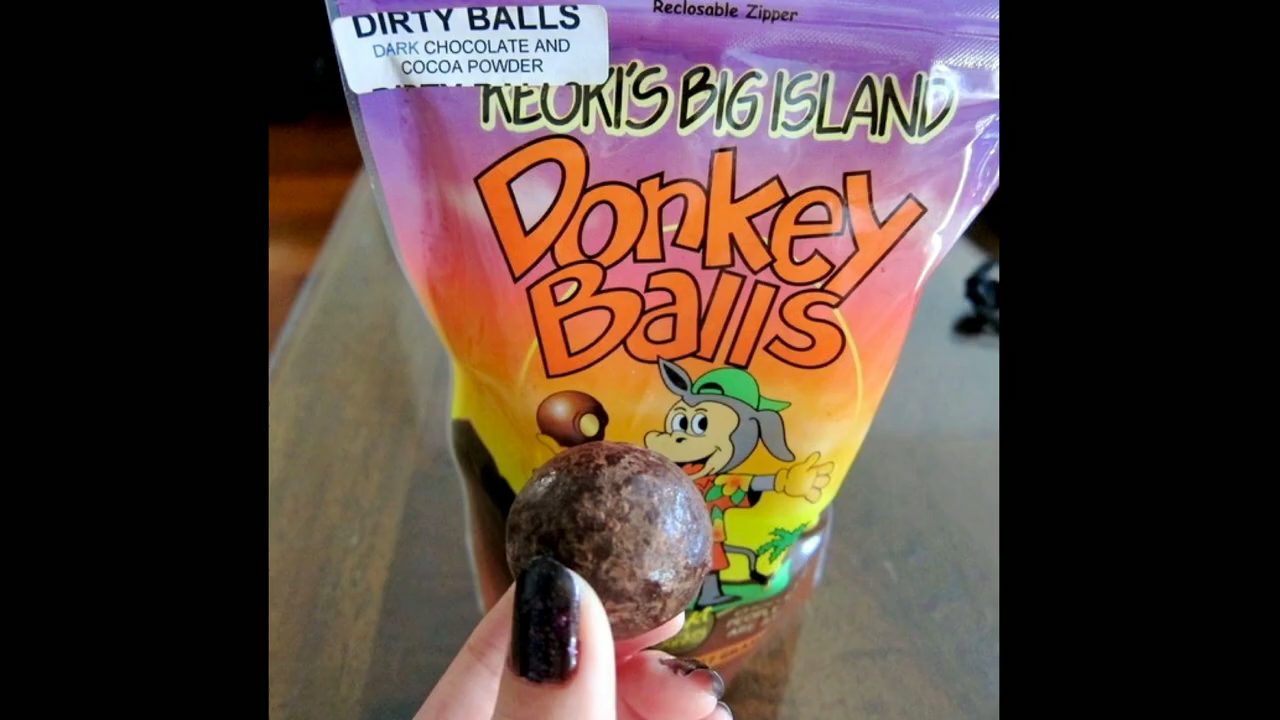 Reclosable Zipper
DIRTY BALLS
DARK CHOCOLATE AND
COCOA POWDER
KEOKI'S BIG ISLAND
Donkey
Balls